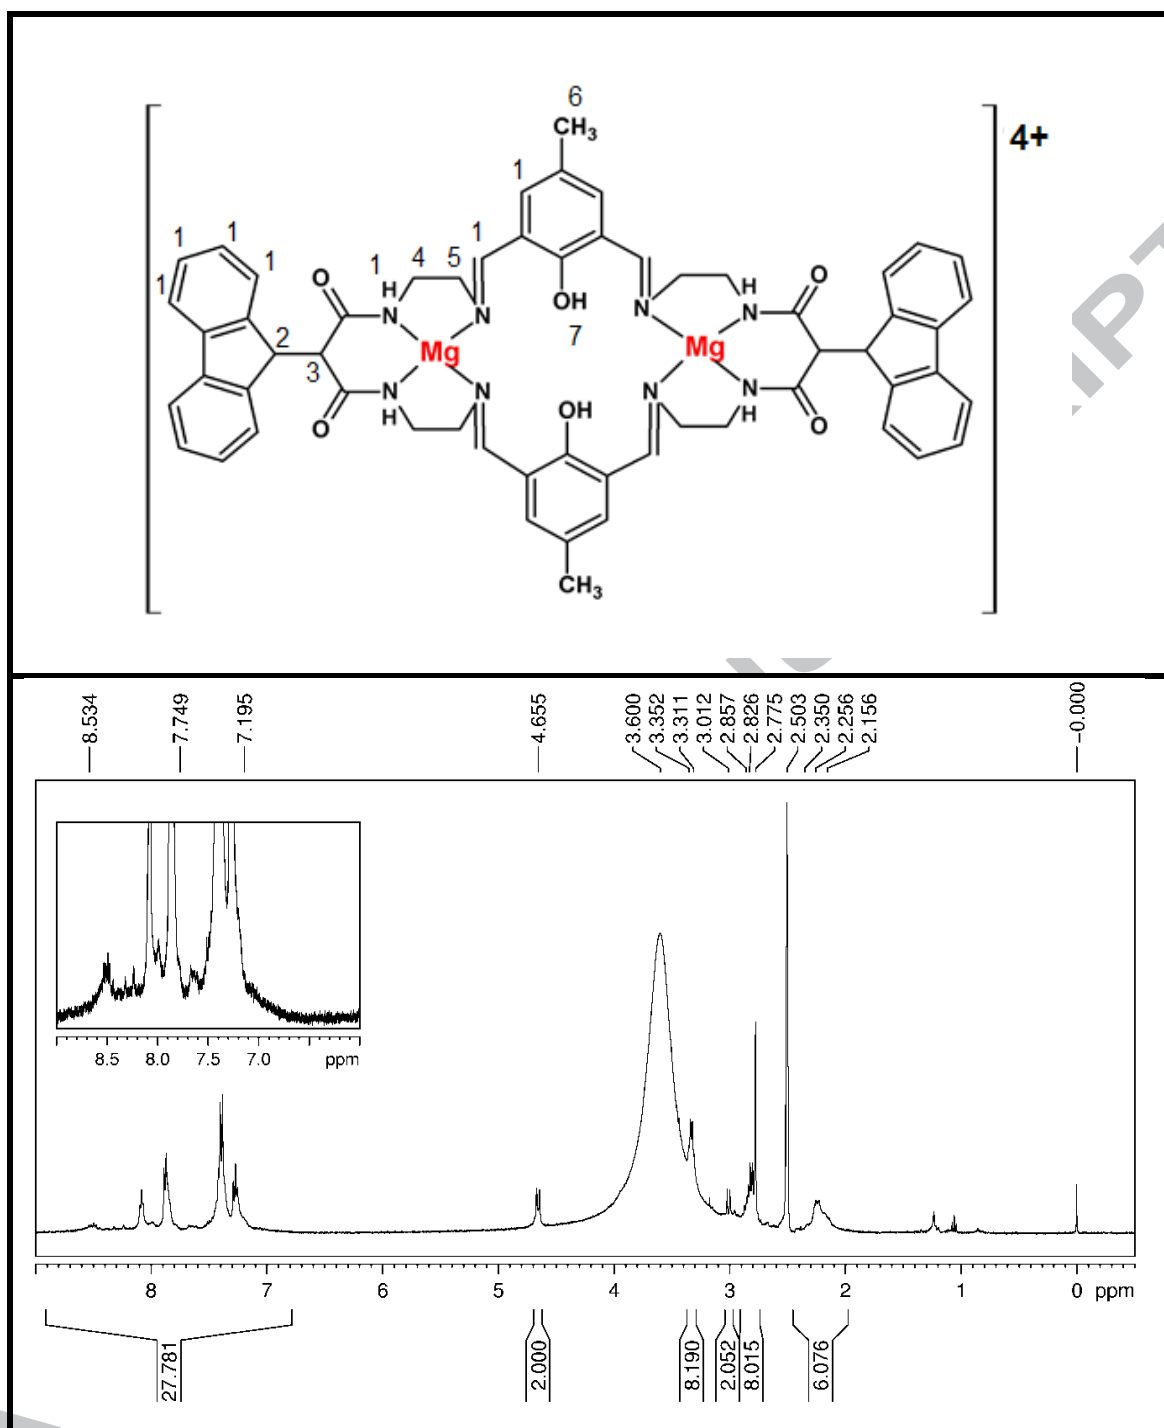 6
CH3
4+
1
1
1
1
1
1
4
5
1
O
H
N
N
OH
7
N
H
N
O
2
3
Mg
Mg
O
N
H
N
OH
N
N
H
O
CH3
8.534
7.749
7.195
4.655
3.600
3.352
3.311
3.012
2.857
2.826
2.775
2.503
2.350
2.256
2.156
-0.000
8.5 8.0 7.5 7.0 ppm
8 7 6 5 4 3 2 1 0 ppm
27.781
2.000
8.190
2.052
8.015
6.076